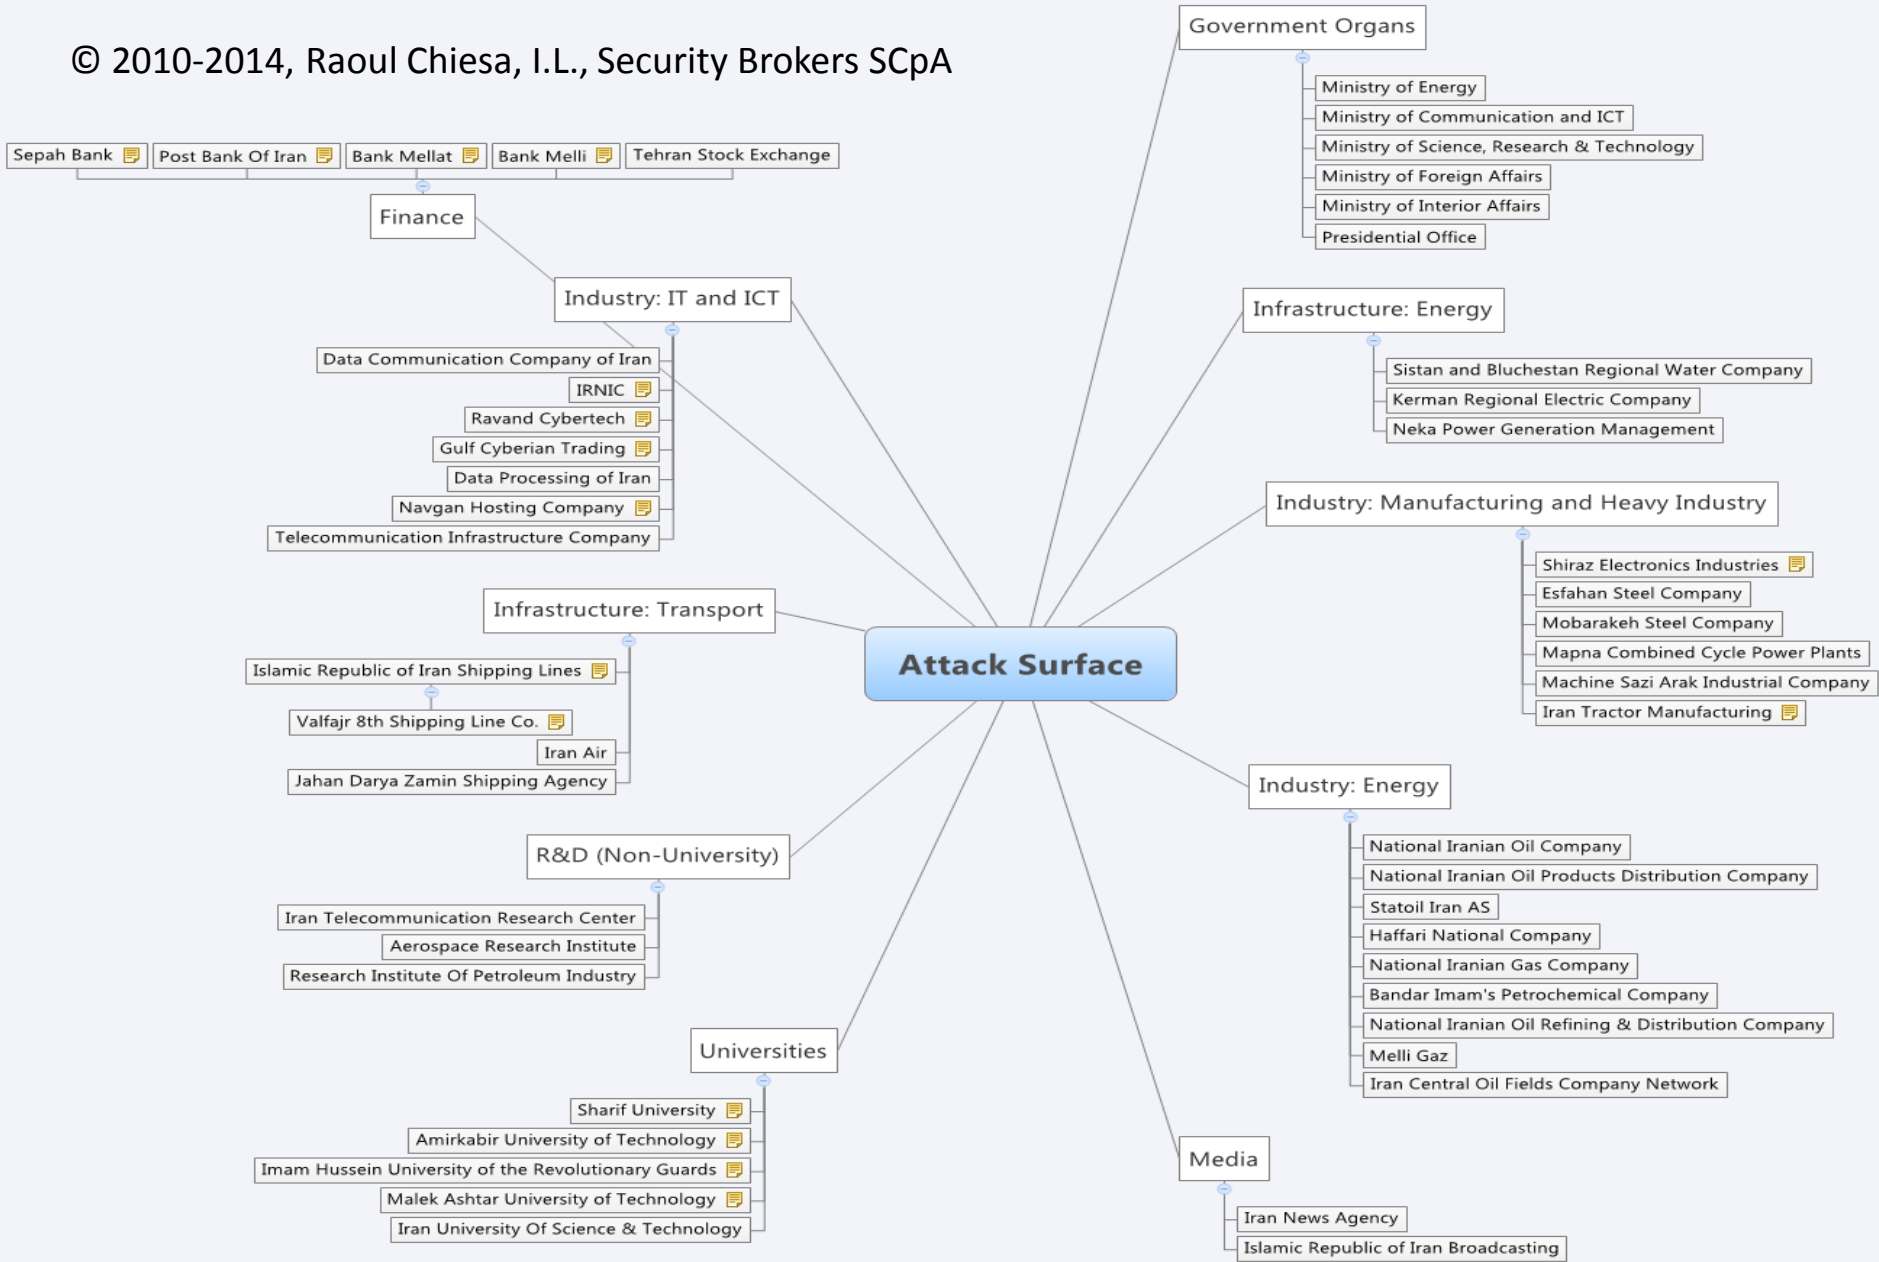 © 2010-2014, Raoul Chiesa, I.L., Security Brokers SCpA
Sepah Bank
Post Bank Of Iran
Bank Mellat
Bank Melli
Tehran Stock Exchange
Finance
Industry: IT and ICT
Data Communication Company of Iran
IRNIC
Ravand Cybertech
Gulf Cyberian Trading
Data Processing of Iran
Navgan Hosting Company
Telecommunication Infrastructure Company
Infrastructure: Transport
Islamic Republic of Iran Shipping Lines
Valfajr 8th Shipping Line Co.
Iran Air
Jahan Darya Zamin Shipping Agency
R&D (Non-University)
Iran Telecommunication Research Center
Aerospace Research Institute
Research Institute Of Petroleum Industry
Universities
Sharif University
Amirkabir University of Technology
Imam Hussein University of the Revolutionary Guards
Malek Ashtar University of Technology
Iran University Of Science & Technology
Attack Surface
Government Organs
Ministry of Energy
Ministry of Communication and ICT
Ministry of Science, Research & Technology
Ministry of Foreign Affairs
Ministry of Interior Affairs
Presidential Office
Infrastructure: Energy
Sistan and Bluchestan Regional Water Company
Kerman Regional Electric Company
Neka Power Generation Management
Industry: Manufacturing and Heavy Industry
Shiraz Electronics Industries
Esfahan Steel Company
Mobarakeh Steel Company
Mapna Combined Cycle Power Plants
Machine Sazi Arak Industrial Company
Iran Tractor Manufacturing
Industry: Energy
National Iranian Oil Company
National Iranian Oil Products Distribution Company
Statoil Iran AS
Haffari National Company
National Iranian Gas Company
Bandar Imam's Petrochemical Company
National Iranian Oil Refining & Distribution Company
Melli Gaz
Iran Central Oil Fields Company Network
Media
Iran News Agency
Islamic Republic of Iran Broadcasting